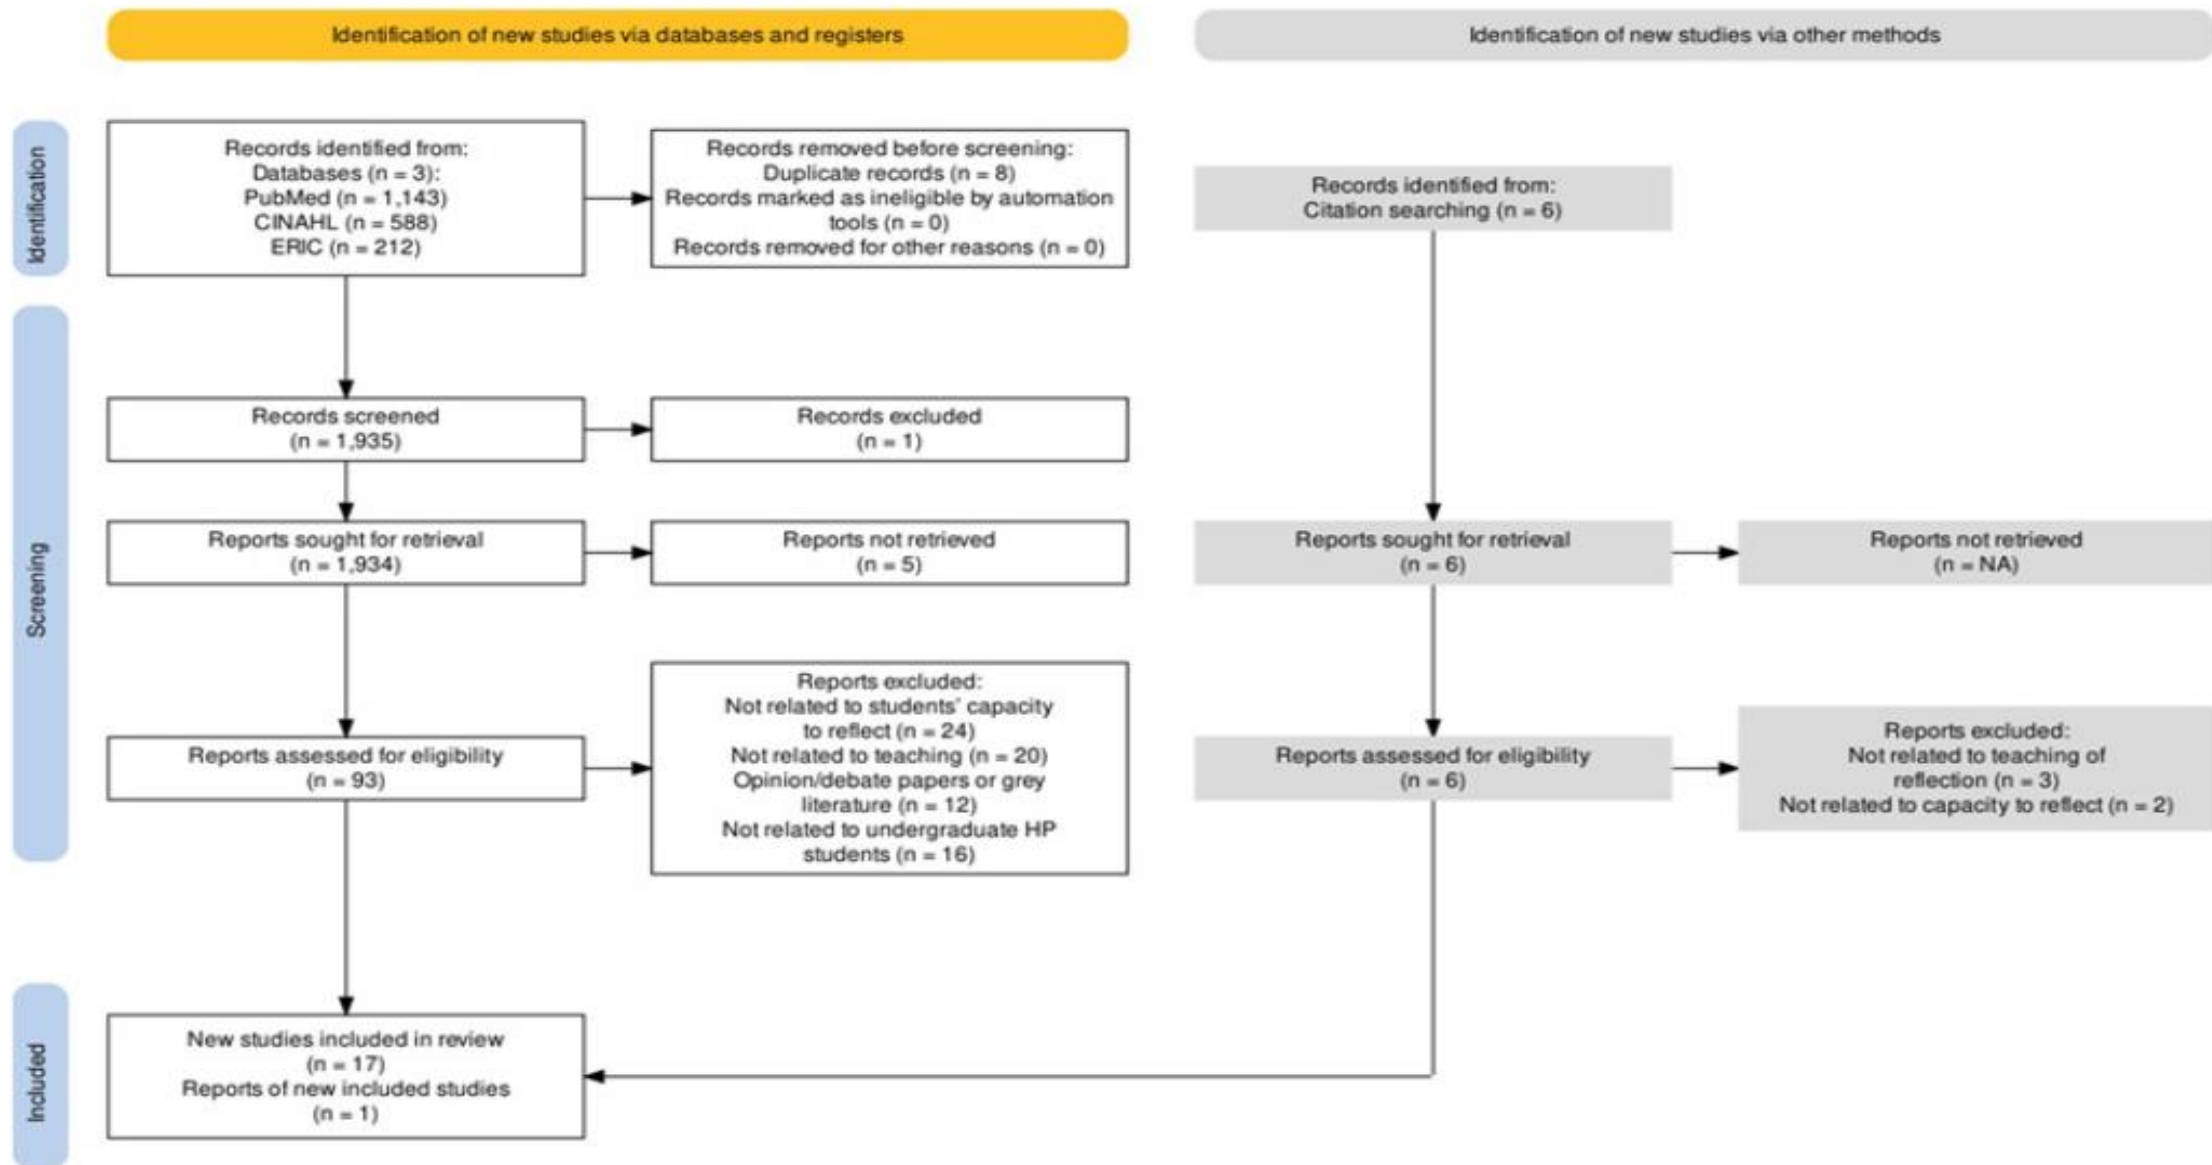 Identification of new studies via databases and registers
Identification of new studies via other methods
Identification
Records identified from:
Databases (n = 3):
PubMed (n = 1,143)
CINAHL (n = 588)
ERIC (n = 212)
Records removed before screening:
Duplicate records (n = 8)
Records marked as ineligible by automation
tools (n = 0)
Records removed for other reasons (n = 0)
Records identified from:
Citation searching (n = 6)
Screening
Records screened
(n = 1,935)
Records excluded
(n = 1)
Reports sought for retrieval
(n = 1,934)
Reports not retrieved
(n = 5)
Reports sought for retrieval
(n = 6)
Reports not retrieved
(n = NA)
Reports assessed for eligibility
(n = 93)
Reports excluded:
Not related to students' capacity
to reflect (n = 24)
Not related to teaching (n = 20)
Opinion/debate papers or grey
literature (n = 12)
Not related to undergraduate HP
students (n = 16)
Reports assessed for eligibility
(n = 6)
Reports excluded:
Not related to teaching of
reflection (n = 3)
Not related to capacity to reflect (n = 2)
Included
New studies included in review
(n = 17)
Reports of new included studies
(n = 1)